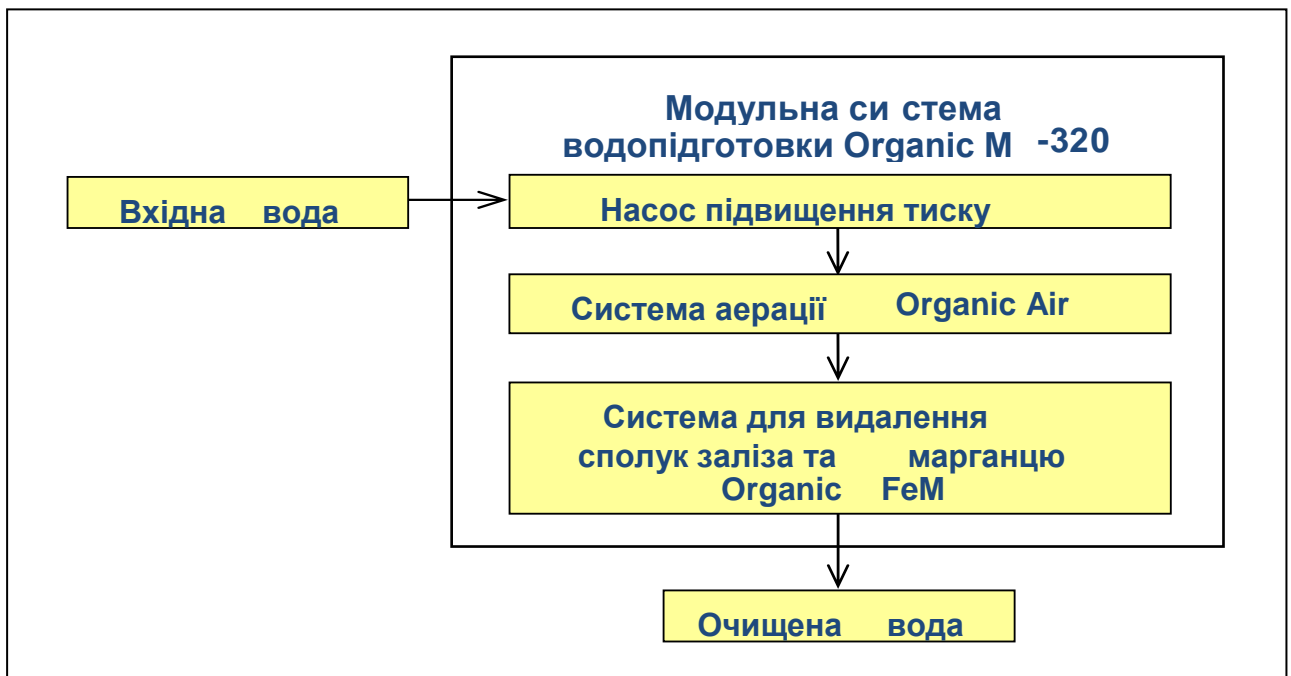 Модульна си стема
водопідготовки Organic M -320
Вхідна вода
Насос підвищення тиску
Система аерації Organic Air
Система для видалення
сполук заліза та марганцю
Organic FeM
Очищена вода